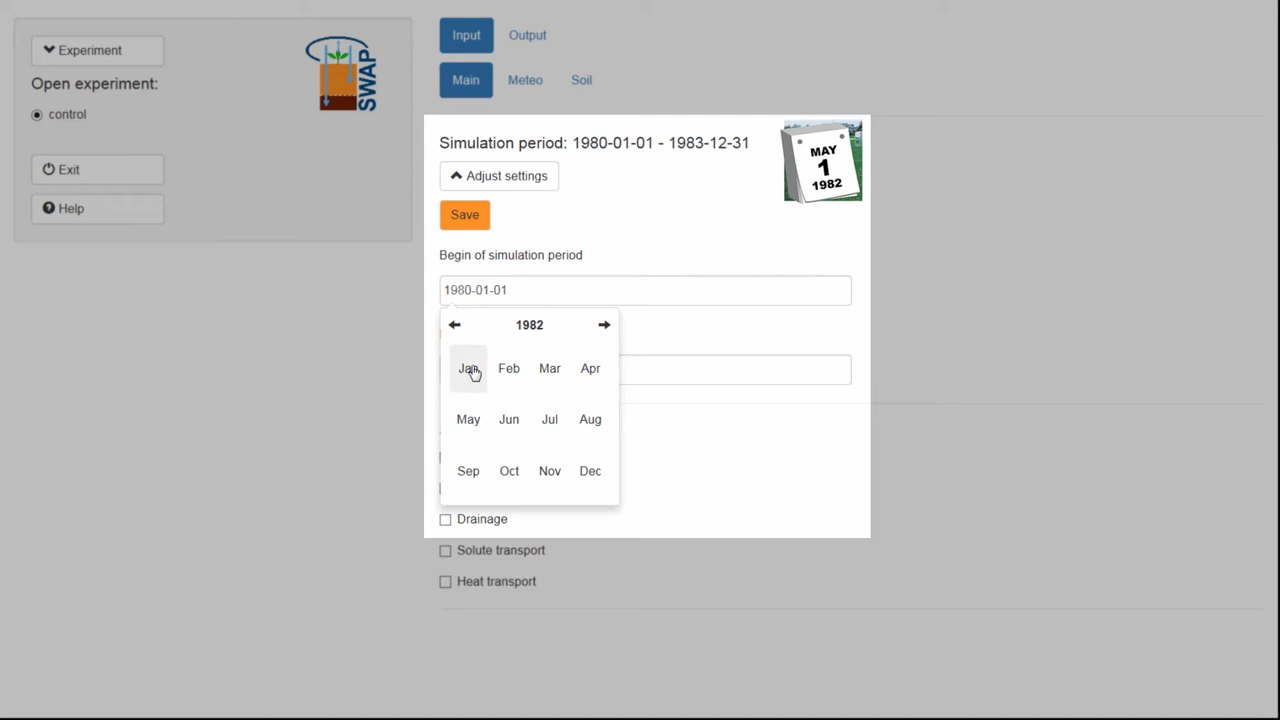 Experiment
Open experiment:
control
Exit
Help
SWAP
Input Output
Main Meteo Soil
Simulation period: 1980-01-01 - 1983-12-31
Adjust settings
Save
MAY
1
1982
Begin of simulation period
1980-01-01
1982
Jan Feb Mar Apr
May Jun Jul Aug
Sep Oct Nov Dec
Drainage
Solute transport
Heat transport